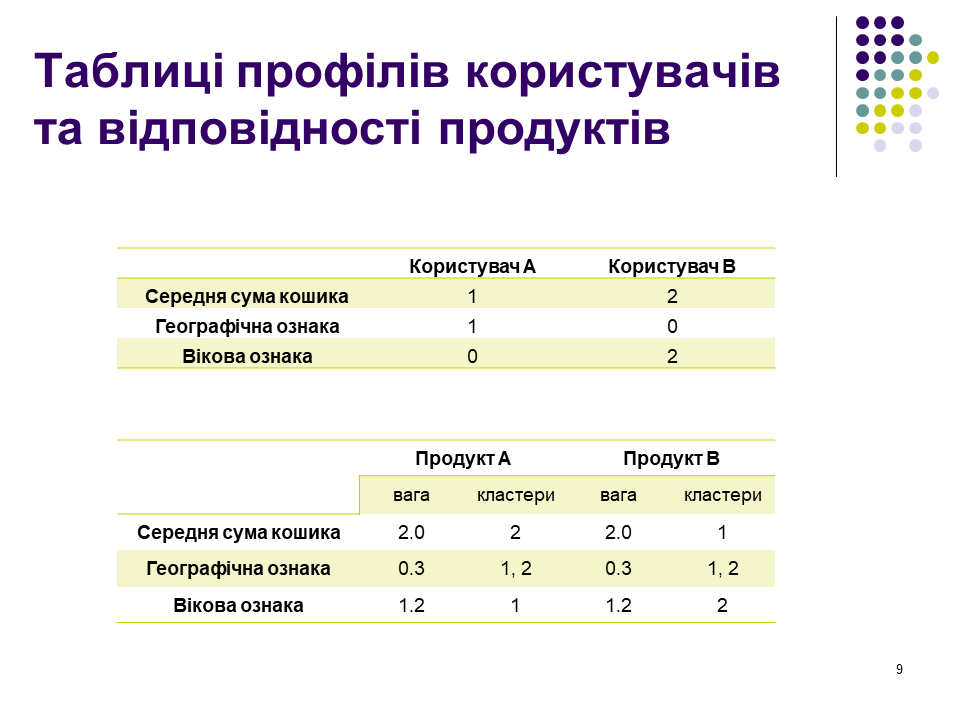 Таблиці профілів користувачів
та відповідності продуктів
Користувач A Користувач B
Середня сума кошика 1 2
Географічна ознака 1 0
Вікова ознака 0 2
Продукт A Продукт B
вага кластери вага кластери
Середня сума кошика 2.0 2 2.0 1
Географічна ознака 0.3 1, 2 0.3 1, 2
Вікова ознака 1.2 1 1.2 2
9